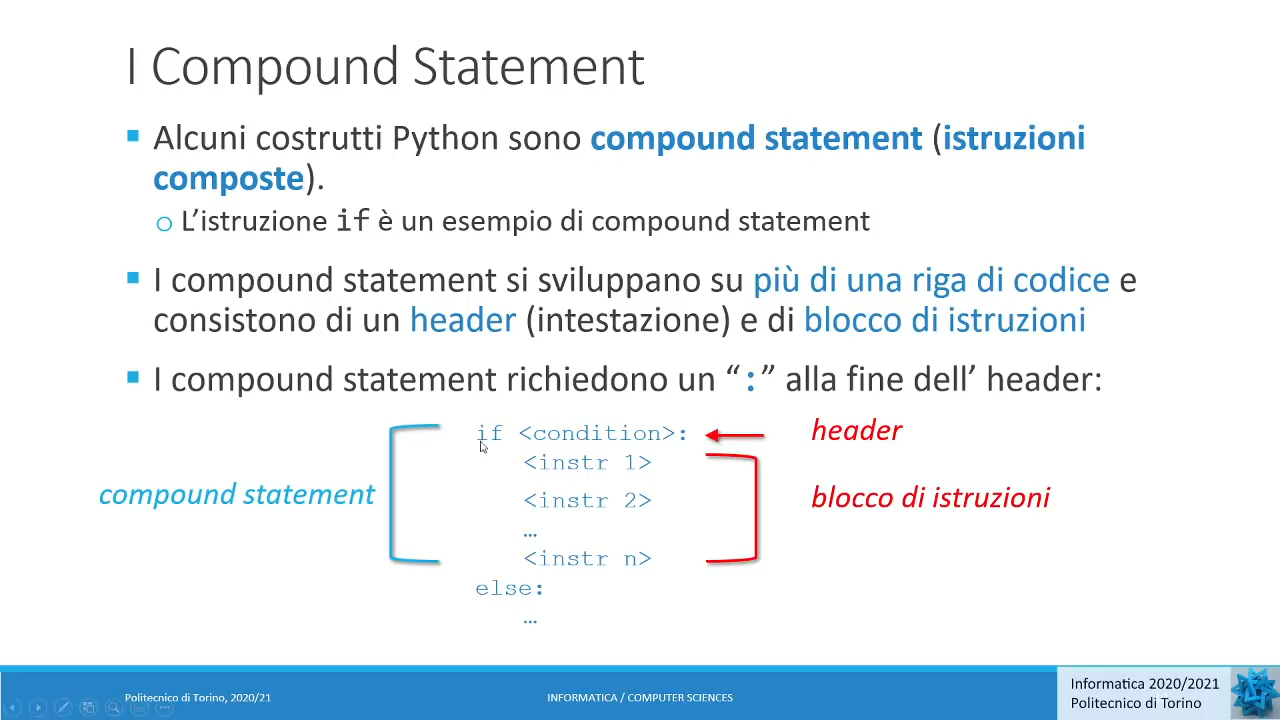 I Compound Statement
Alcuni costrutti Python sono compound statement (istruzioni
composte).
L’istruzione if è un esempio di compound statement
I compound statement si sviluppano su più di una riga di codice e
consistono di un header (intestazione) e di blocco di istruzioni
I compound statement richiedono un “:” alla fine dell’ header:
if <condition>:
header
<instr 1>
compound statement
<instr 2>
blocco di istruzioni
…
<instr n>
else:
…
Politecnico di Torino, 2020/21
INFORMATICA / COMPUTER SCIENCES
Informatica 2020/2021
Politecnico di Torino